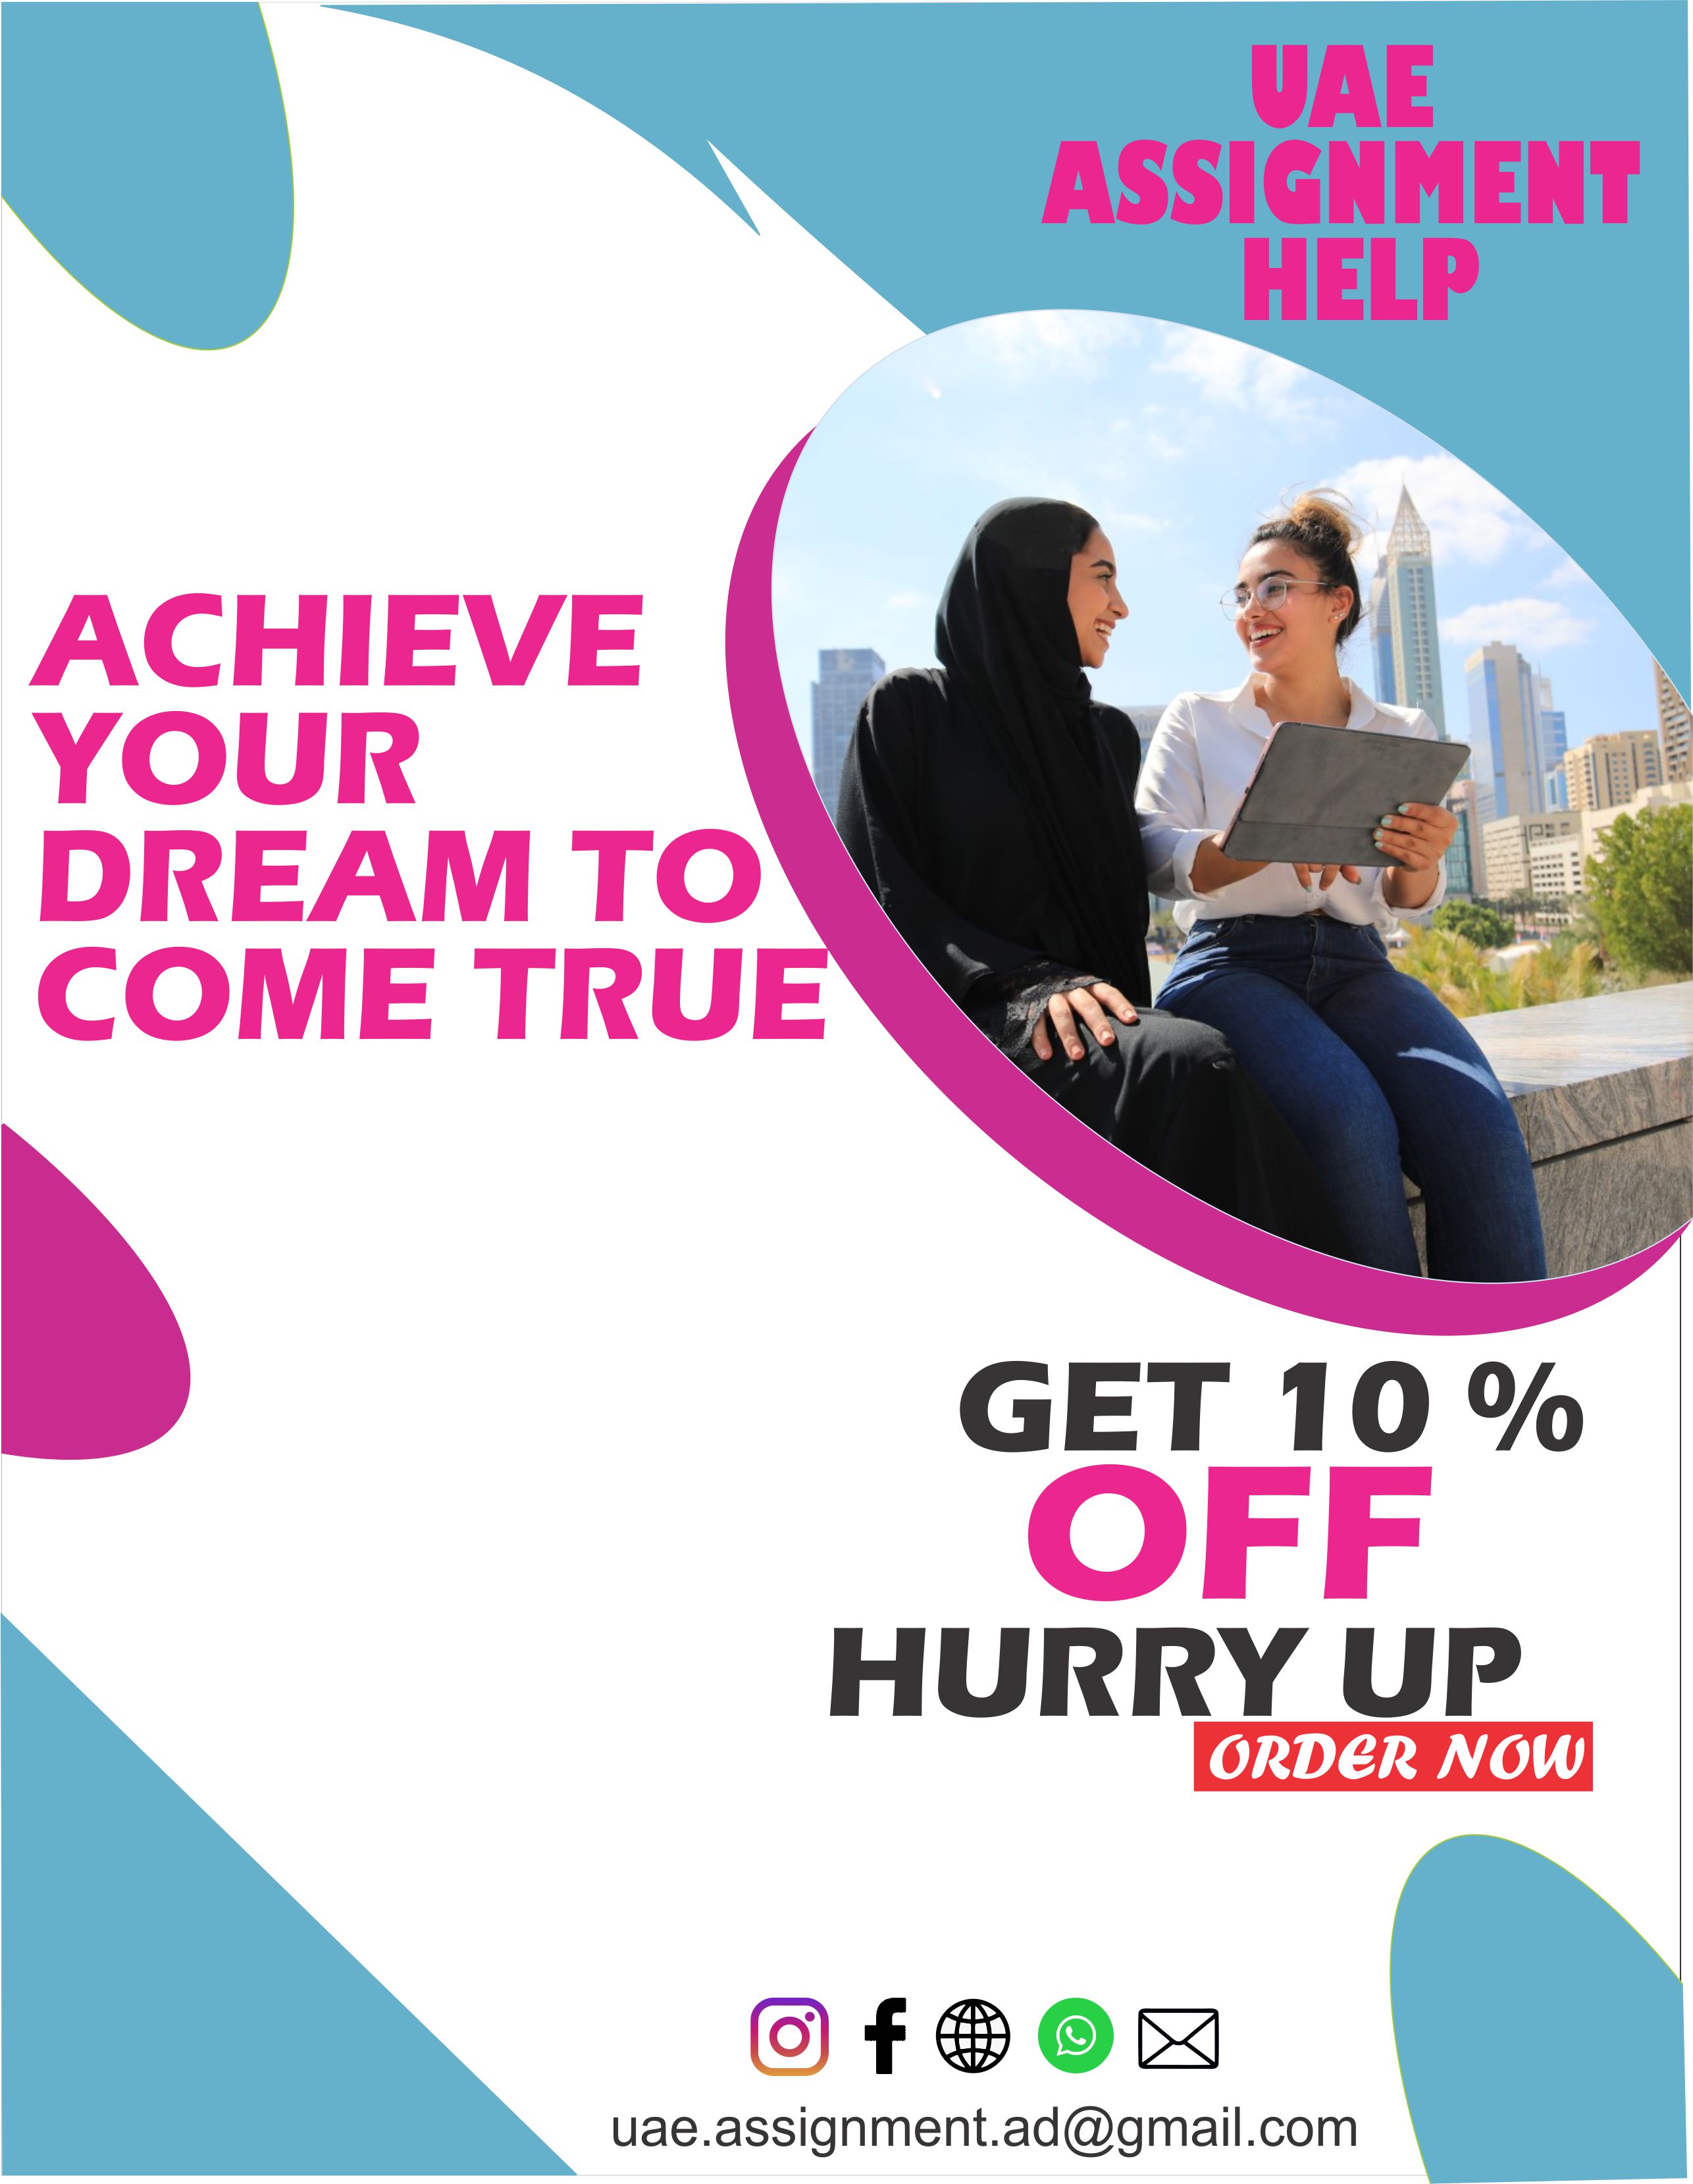 UAE
ASSIGNMENT
HELP
ACHIEVE
YOUR
DREAM TO
COME TRUE
GET 10 %
OFF
HURRY UP
ORDER NOW
uae.assignment.ad@gmail.com